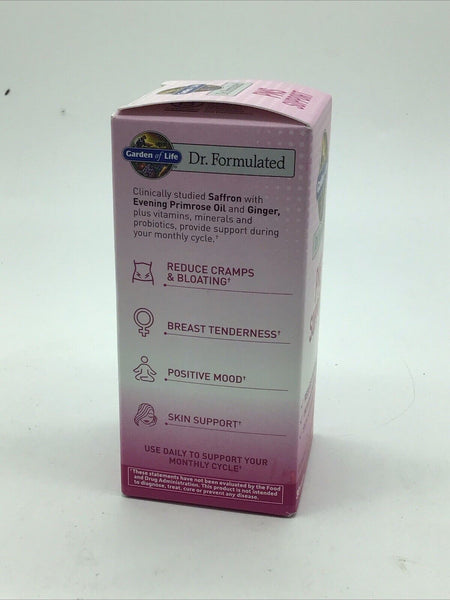 PMS
SUPPORT
Garden of Life
Dr. Formulated
Clinically studied Saffron with
Evening Primrose Oil and Ginger,
plus vitamins, minerals and
probiotics, provide support during
your monthly cycle.†
REDUCE CRAMPS
& BLOATING†
BREAST TENDERNESS†
POSITIVE MOOD†
SKIN SUPPORT†
USE DAILY TO SUPPORT YOUR
MONTHLY CYCLE†
†These statements have not been evaluated by the Food
and Drug Administration. This product is not intended
to diagnose, treat, cure or prevent any disease.